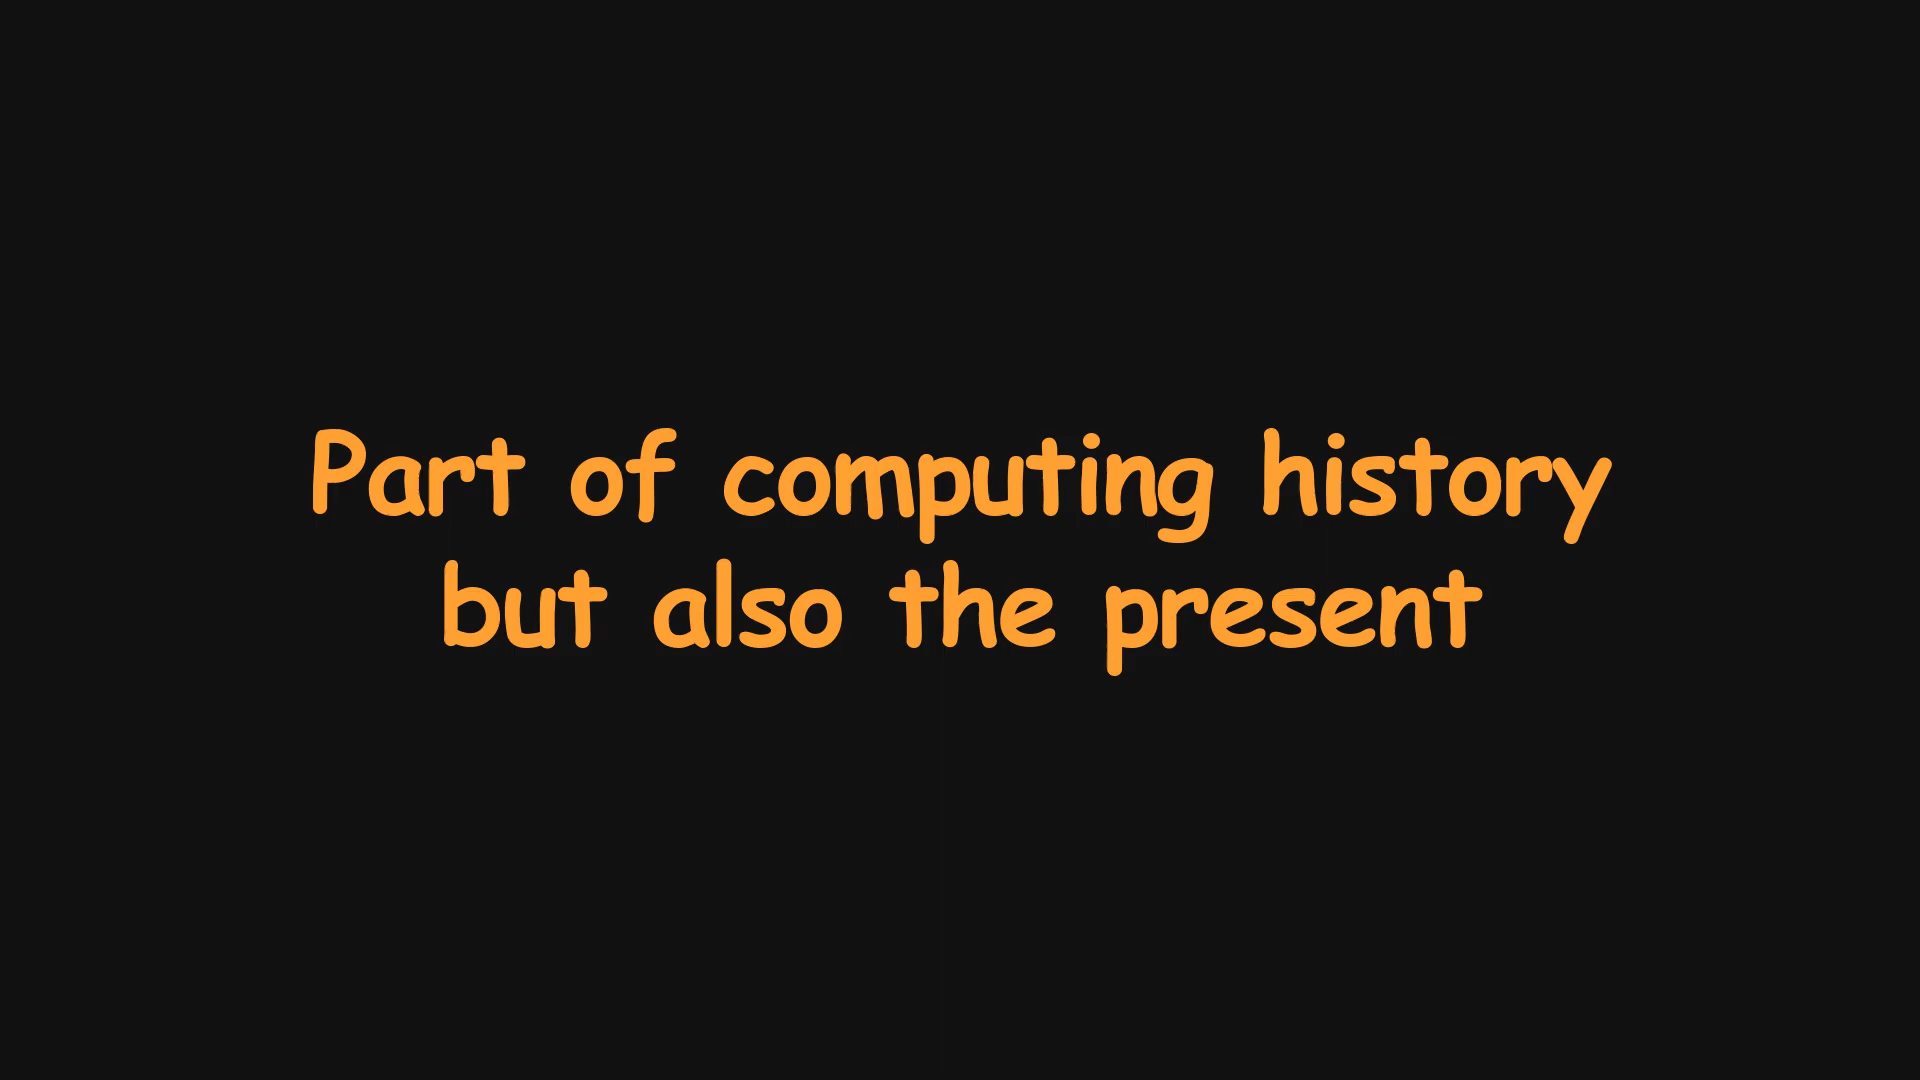 Part of computing history
but also the present